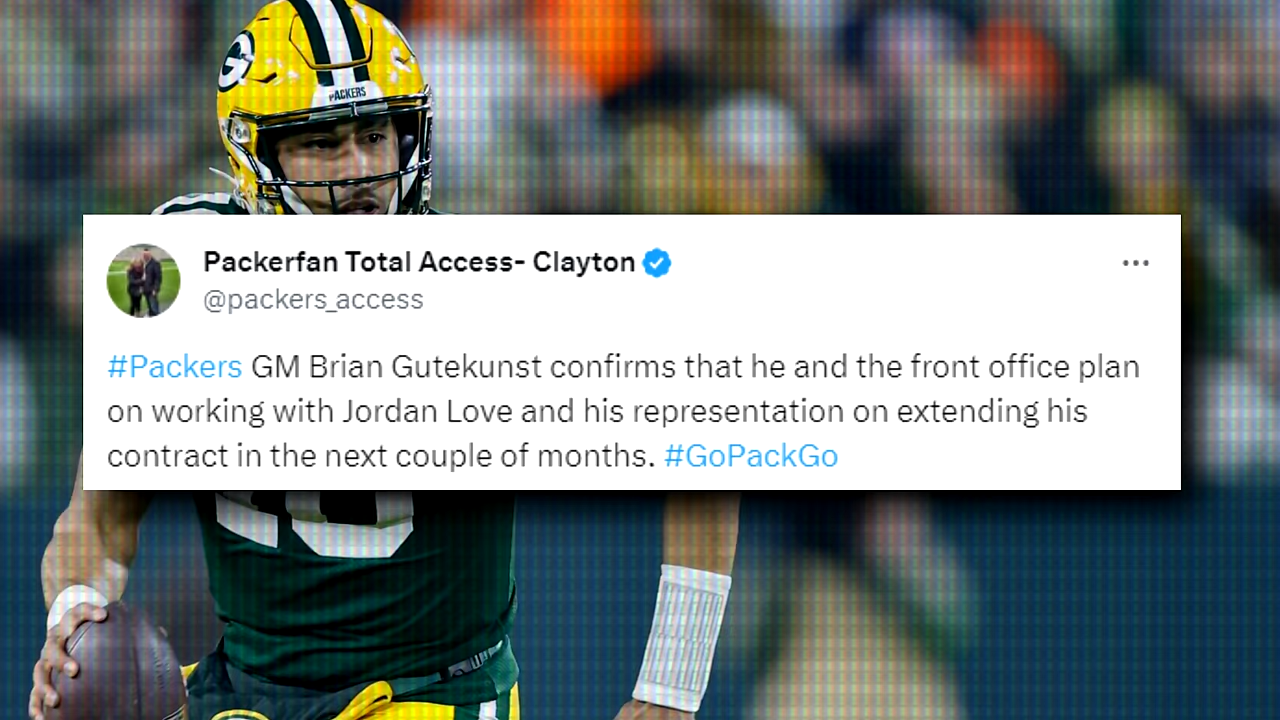 G
PACKERS
Packerfan Total Access- Clayton
@packers_access
#Packers GM Brian Gutekunst confirms that he and the front office plan
on working with Jordan Love and his representation on extending his
contract in the next couple of months. #GoPackGo
10